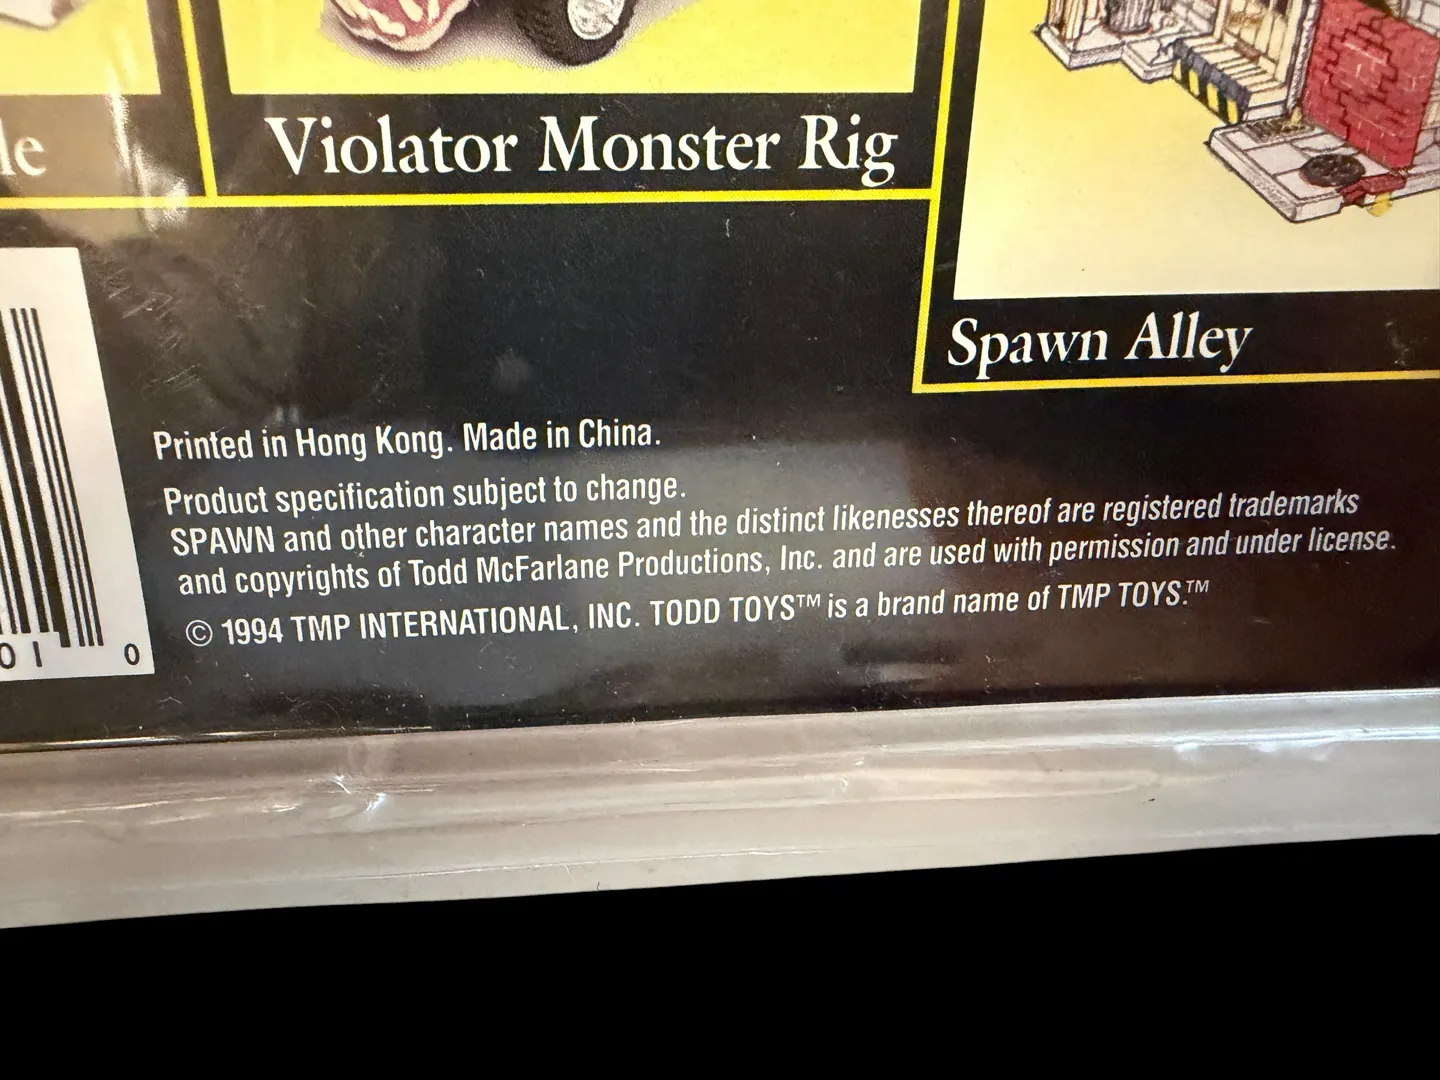 le
Violator Monster Rig
Spawn Alley
Printed in Hong Kong. Made in China.
Product specification subject to change.
SPAWN and other character names and the distinct likenesses thereof are registered trademarks
and copyrights of Todd McFarlane Productions, Inc. and are used with permission and under license.
© 1994 TMP INTERNATIONAL, INC. TODD TOYS™ is a brand name of TMP TOYS.™
01 0